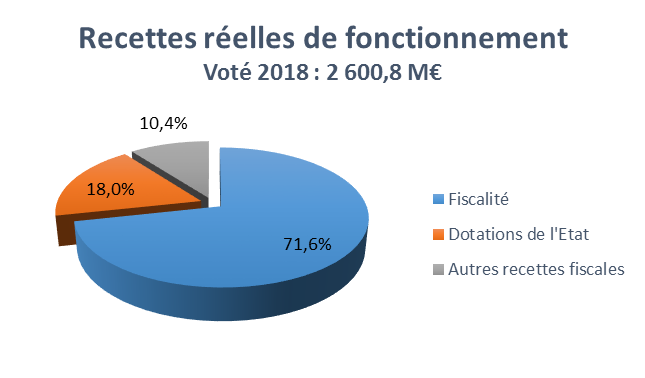 Recettes réelles de fonctionnement
Voté 2018 : 2 600,8 M€
10,4%
18,0%
71,6%
Fiscalité
Dotations de l'Etat
Autres recettes fiscales